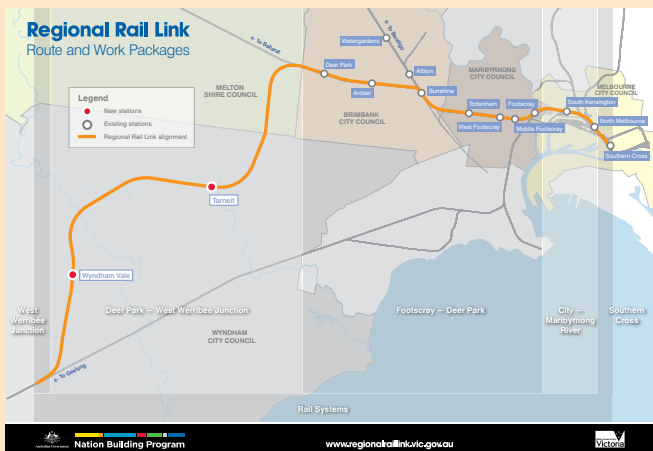 Regional Rail Link
Route and Work Packages
← To Ballarat
← To Bendigo
Watergardens
Deer Park
Albion
Ardeer
Sunshine
MELTON
SHIRE COUNCIL
BRIMBANK
CITY COUNCIL
MARIBYRNONG
CITY COUNCIL
MELBOURNE
CITY COUNCIL
Tottenham
Footscray
South Kensington
West Footscray
Middle Footscray
North Melbourne
Southern Cross
Legend
New stations
Existing stations
Regional Rail Link alignment
Tarneit
Wyndham Vale
West
Werribee
Junction
Deer Park – West Werribee Junction
Footscray – Deer Park
City –
Maribyrnong
River
Southern
Cross
WYNDHAM
CITY COUNCIL
← To Geelong
Rail Systems
Australian Government
Nation Building Program
www.regionalraillink.vic.gov.au
Victoria